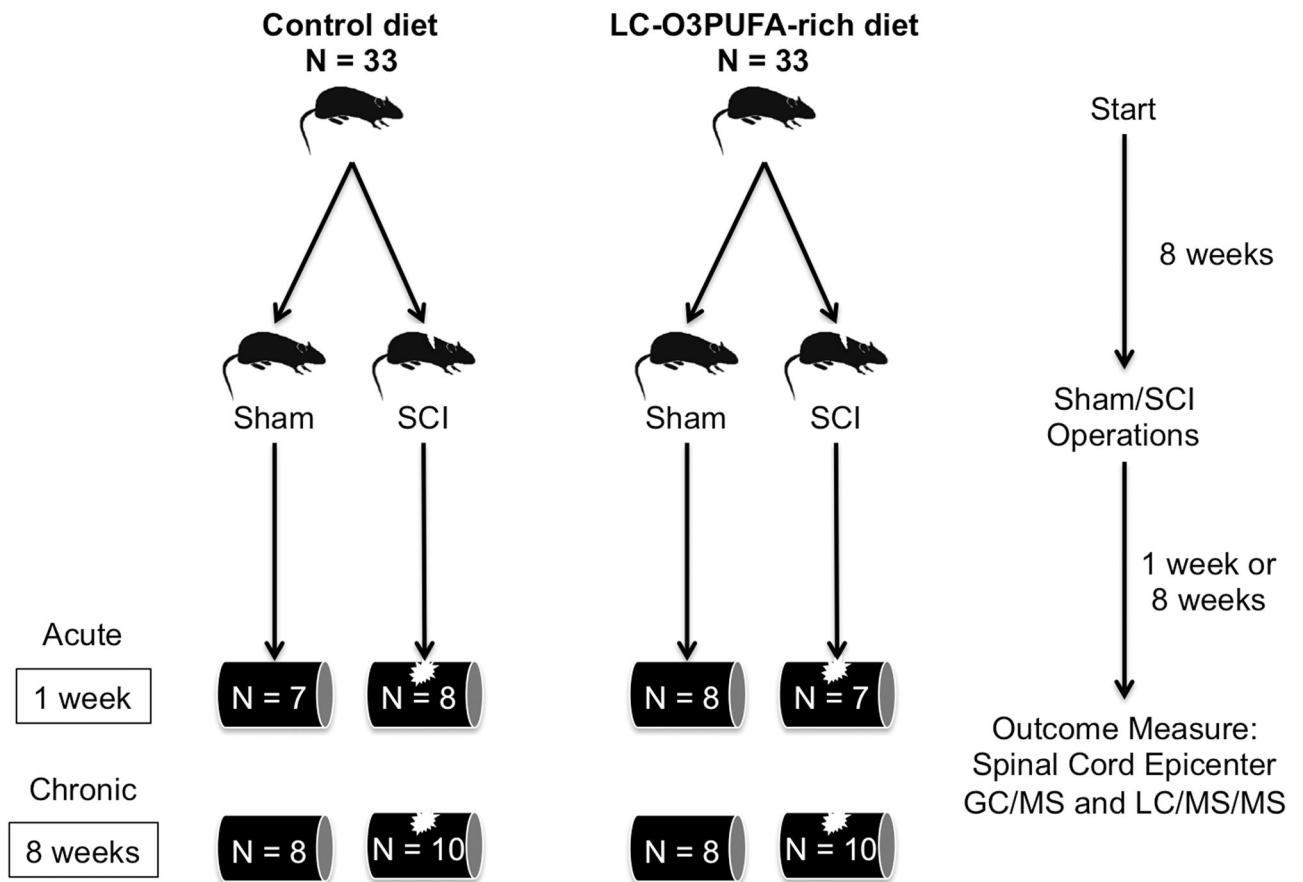 Control diet
N = 33
LC-O3PUFA-rich diet
N = 33
Start
8 weeks
Sham
SCI
Sham
SCI
Sham/SCI
Operations
1 week or
8 weeks
Acute
1 week
N = 7
N = 8
N = 8
N = 7
Outcome Measure:
Spinal Cord Epicenter
GC/MS and LC/MS/MS
Chronic
8 weeks
N = 8
N = 10
N = 8
N = 10